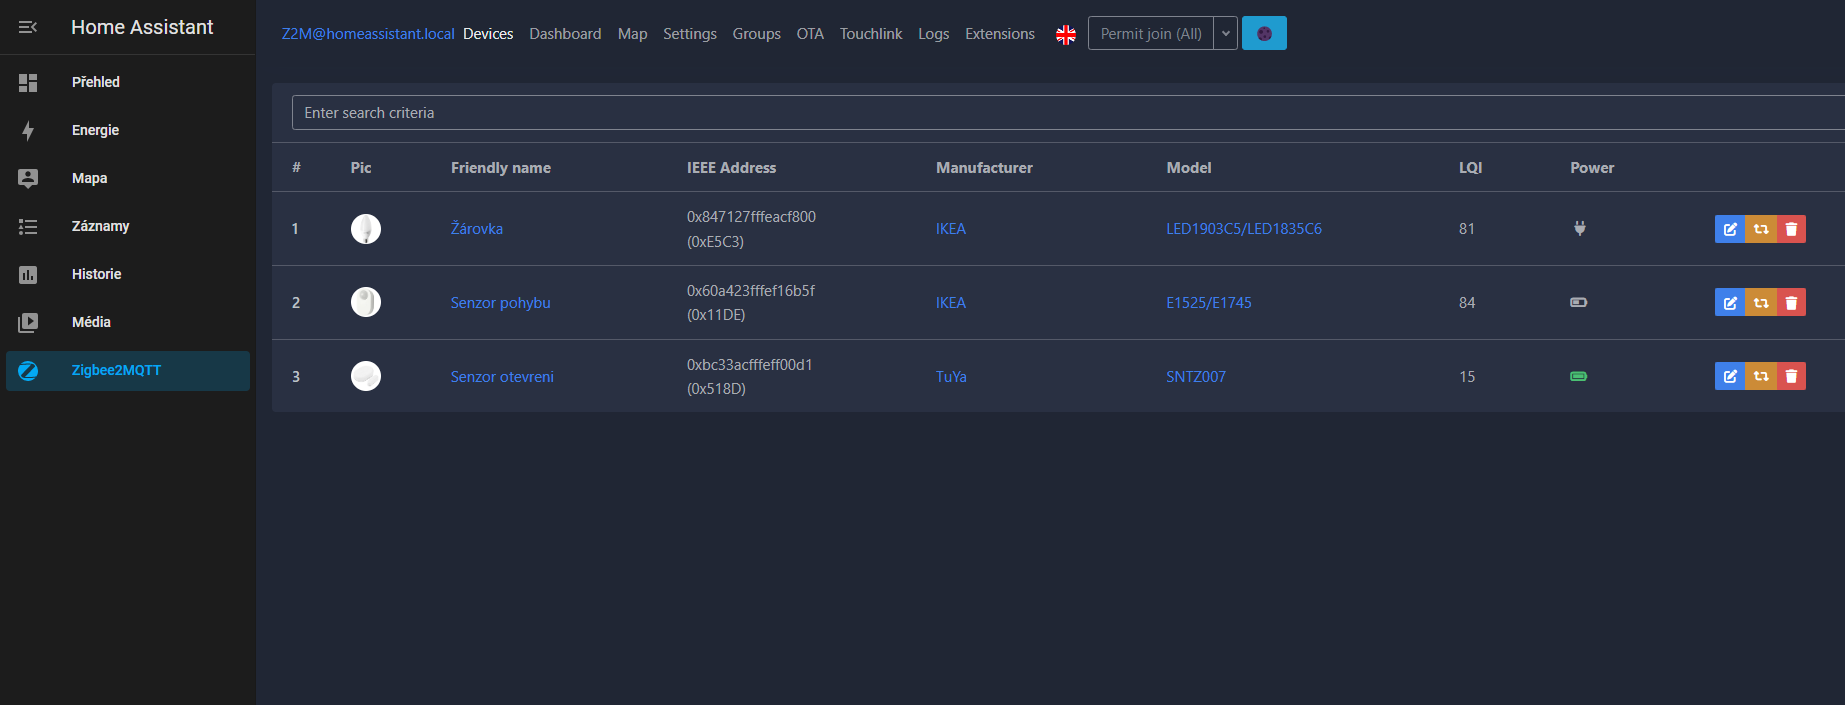 Home Assistant
Přehled
Energie
Mapa
Záznamy
Historie
Média
Zigbee2MQTT
Z2M@homeassistant.local Devices Dashboard Map Settings Groups OTA Touchlink Logs Extensions Permit join (All)
Enter search criteria
# Pic Friendly name IEEE Address Manufacturer Model LQI Power
1 Žárovka 0x847127fffeacf800 IKEA LED1903C5/LED1835C6 81
(0xE5C3)
2 Senzor pohybu 0x60a423fffef16b5f IKEA E1525/E1745 84
(0x11DE)
3 Senzor otevreni 0xbc33acfffeff00d1 TuYa SNTZ007 15
(0x518D)